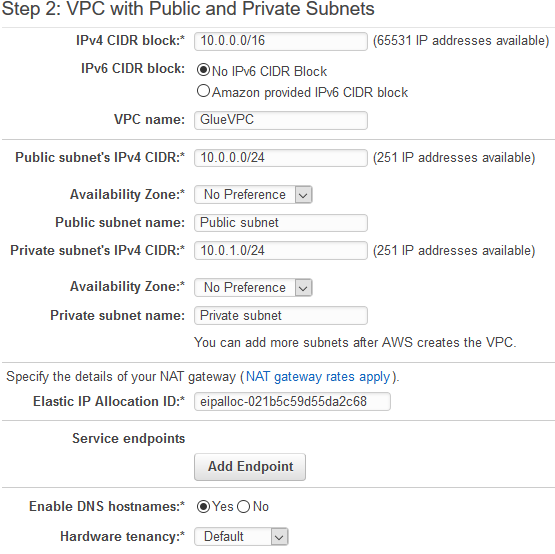 Step 2: VPC with Public and Private Subnets
IPv4 CIDR block:* 10.0.0.0/16 (65531 IP addresses available)
IPv6 CIDR block: No IPv6 CIDR Block
Amazon provided IPv6 CIDR block
VPC name: GlueVPC
Public subnet's IPv4 CIDR:* 10.0.0.0/24 (251 IP addresses available)
Availability Zone:* No Preference
Public subnet name: Public subnet
Private subnet's IPv4 CIDR:* 10.0.1.0/24 (251 IP addresses available)
Availability Zone:* No Preference
Private subnet name: Private subnet
You can add more subnets after AWS creates the VPC.
Specify the details of your NAT gateway (NAT gateway rates apply).
Elastic IP Allocation ID:* eipalloc-021b5c59d55da2c68
Service endpoints
Add Endpoint
Enable DNS hostnames:* Yes No
Hardware tenancy:* Default